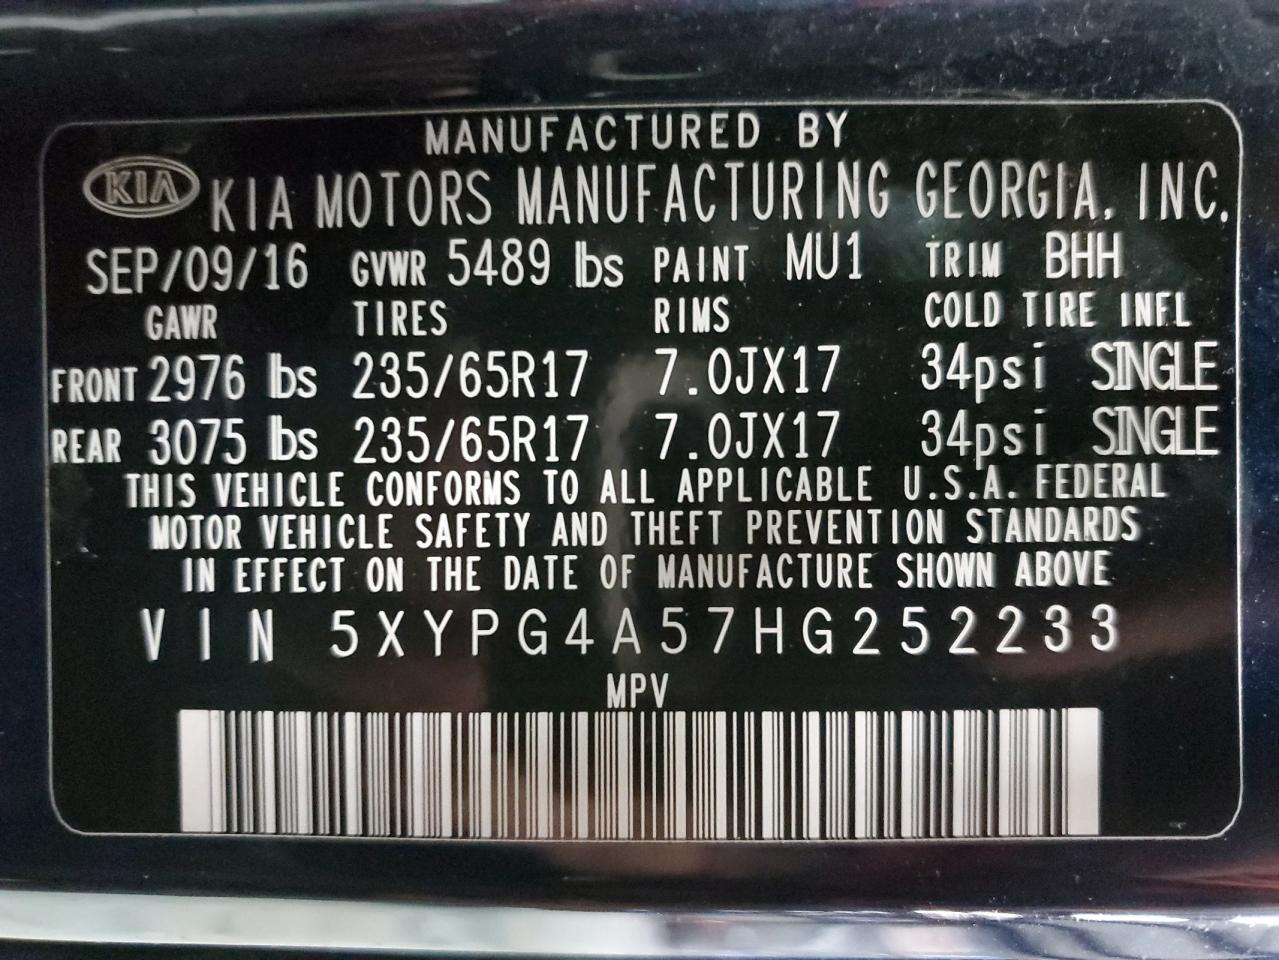 MANUFACTURED BY
KIA KIA MOTORS MANUFACTURING GEORGIA, INC.
SEP/09/16 GVWR 5489 lbs PAINT MU1 TRIM BHH
GAWR TIRES RIMS COLD TIRE INFL
FRONT 2976 lbs 235/65R17 7.0JX17 34psi SINGLE
REAR 3075 lbs 235/65R17 7.0JX17 34psi SINGLE
THIS VEHICLE CONFORMS TO ALL APPLICABLE U.S.A. FEDERAL
MOTOR VEHICLE SAFETY AND THEFT PREVENTION STANDARDS
IN EFFECT ON THE DATE OF MANUFACTURE SHOWN ABOVE
VIN 5XYPG4A57HG252233
MPV